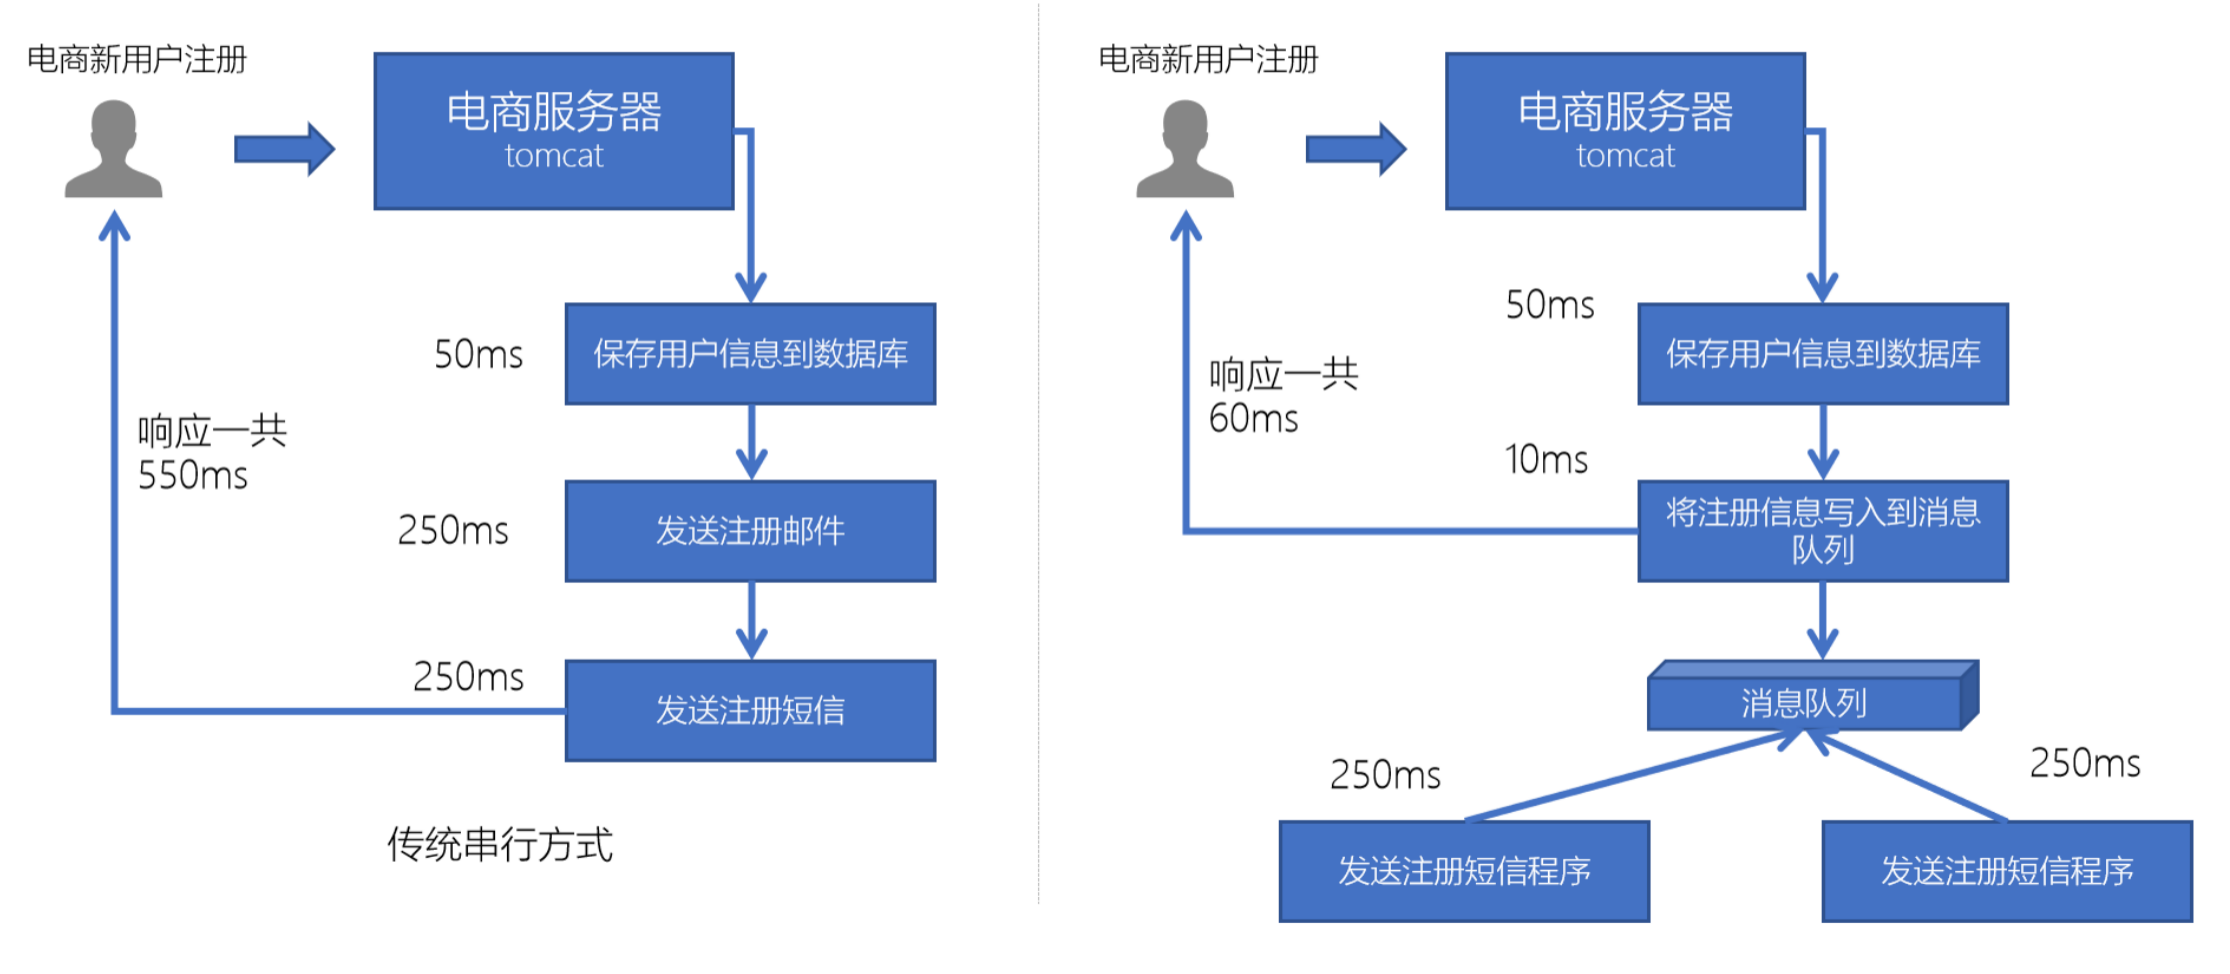 电商新用户注册
电商服务器
tomcat
50ms
保存用户信息到数据库
响应一共
550ms
250ms
发送注册邮件
250ms
发送注册短信
传统串行方式
电商新用户注册
电商服务器
tomcat
50ms
保存用户信息到数据库
响应一共
60ms
10ms
将注册信息写入到消息
队列
消息队列
250ms
250ms
发送注册短信程序
发送注册短信程序